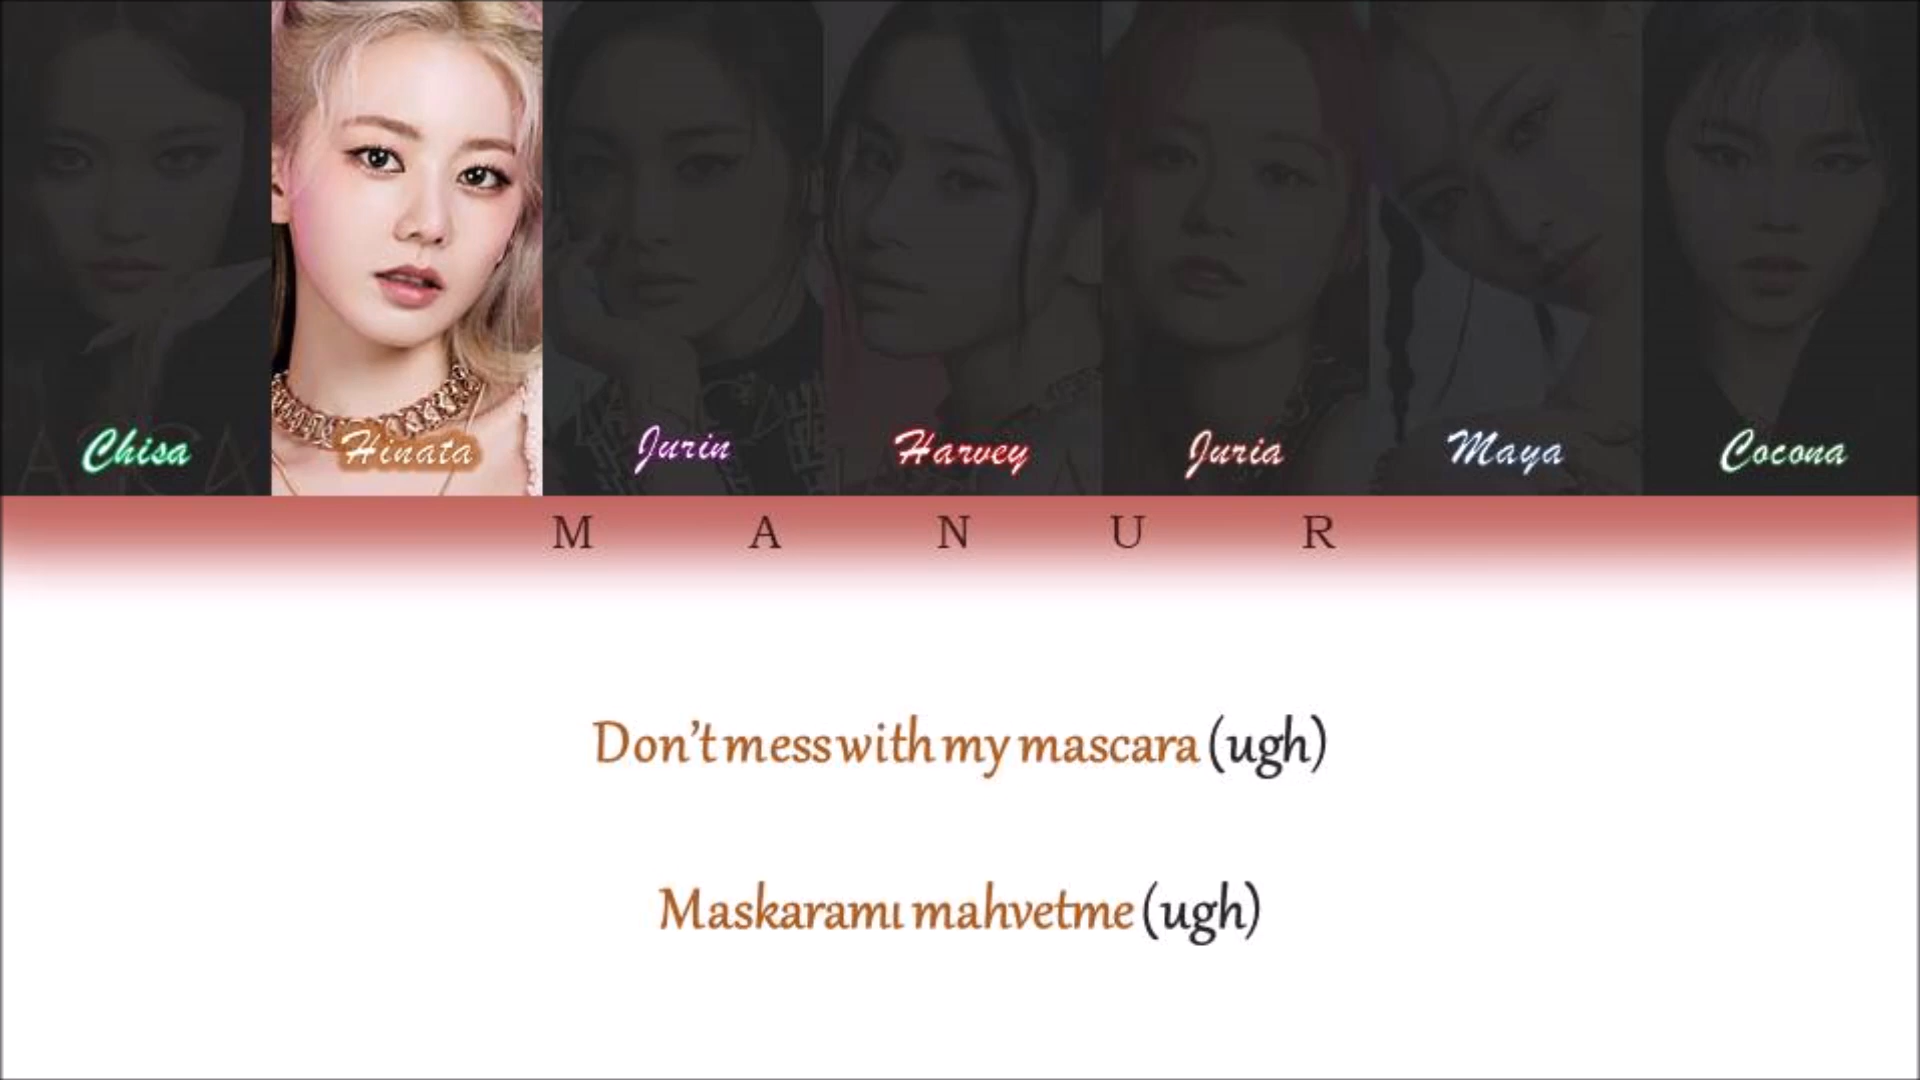 Chisa Hinata Jurin Harvey Juria Maya Cocona
M A N U R
Don't mess with my mascara (ugh)
Maskaramı mahvetme (ugh)